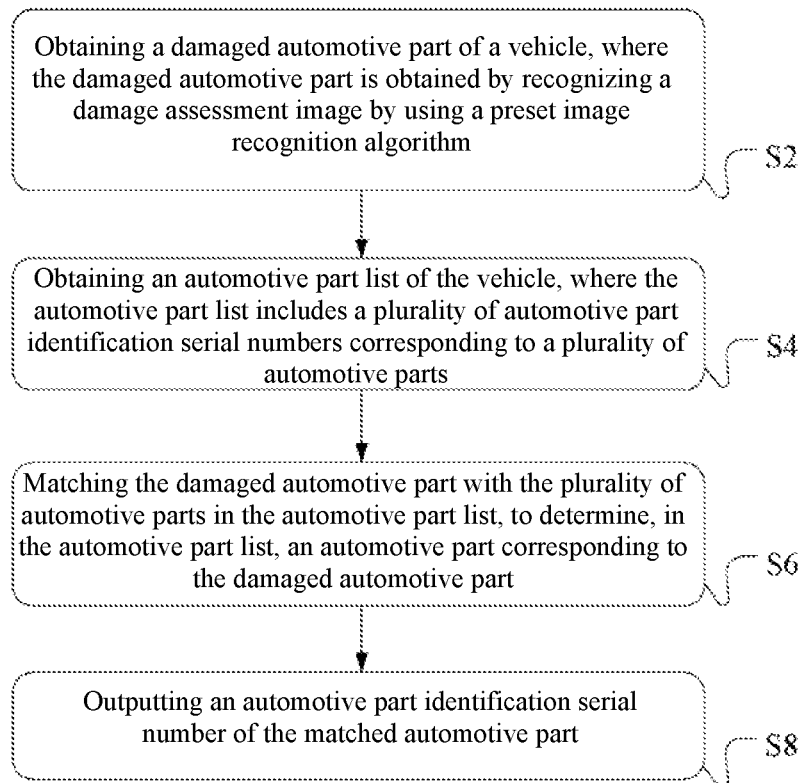 Obtaining a damaged automotive part of a vehicle, where
the damaged automotive part is obtained by recognizing a
damage assessment image by using a preset image
recognition algorithm
S2
Obtaining an automotive part list of the vehicle, where the
automotive part list includes a plurality of automotive part
identification serial numbers corresponding to a plurality of
automotive parts
S4
Matching the damaged automotive part with the plurality of
automotive parts in the automotive part list, to determine, in
the automotive part list, an automotive part corresponding to
the damaged automotive part
S6
Outputting an automotive part identification serial
number of the matched automotive part
S8